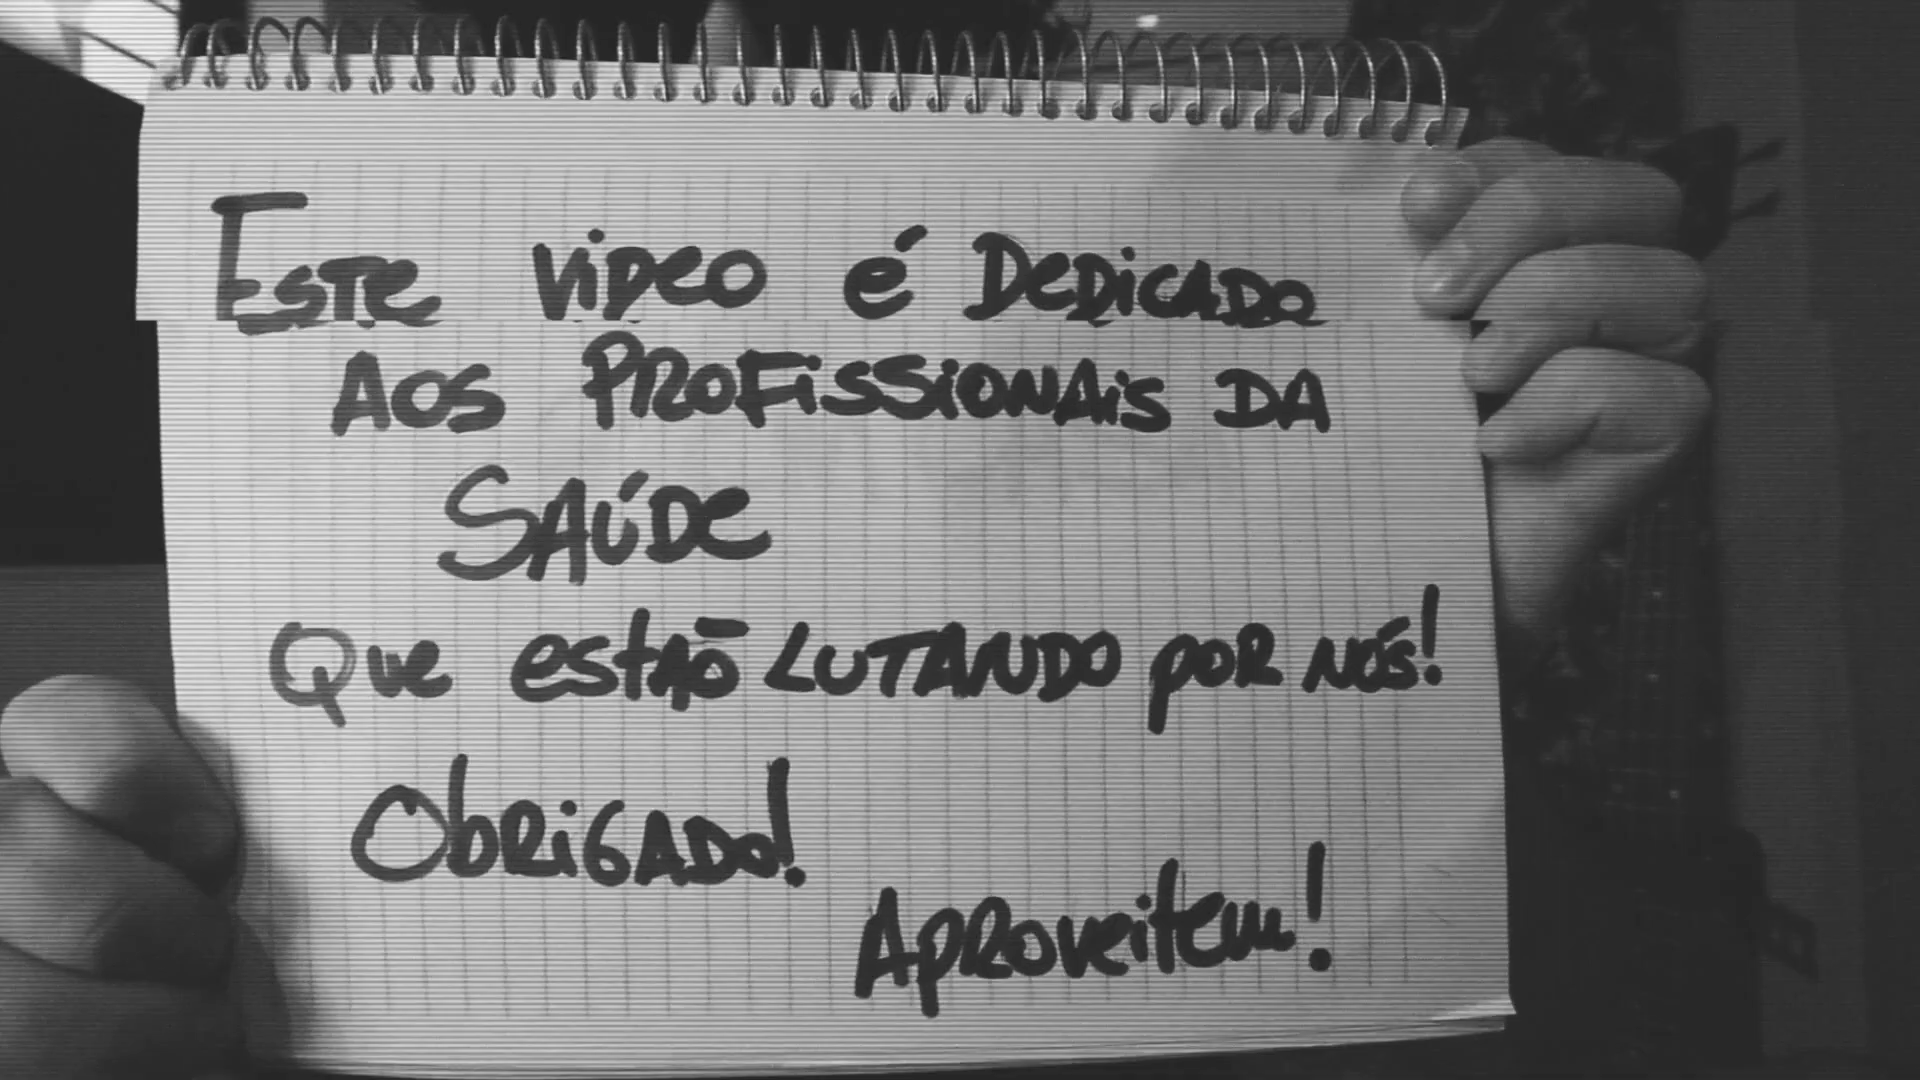 Este video é Dedicado
aos Profissionais da
Saúde
Que estão lutando por nós!
Obrigado!
Aproveitem!